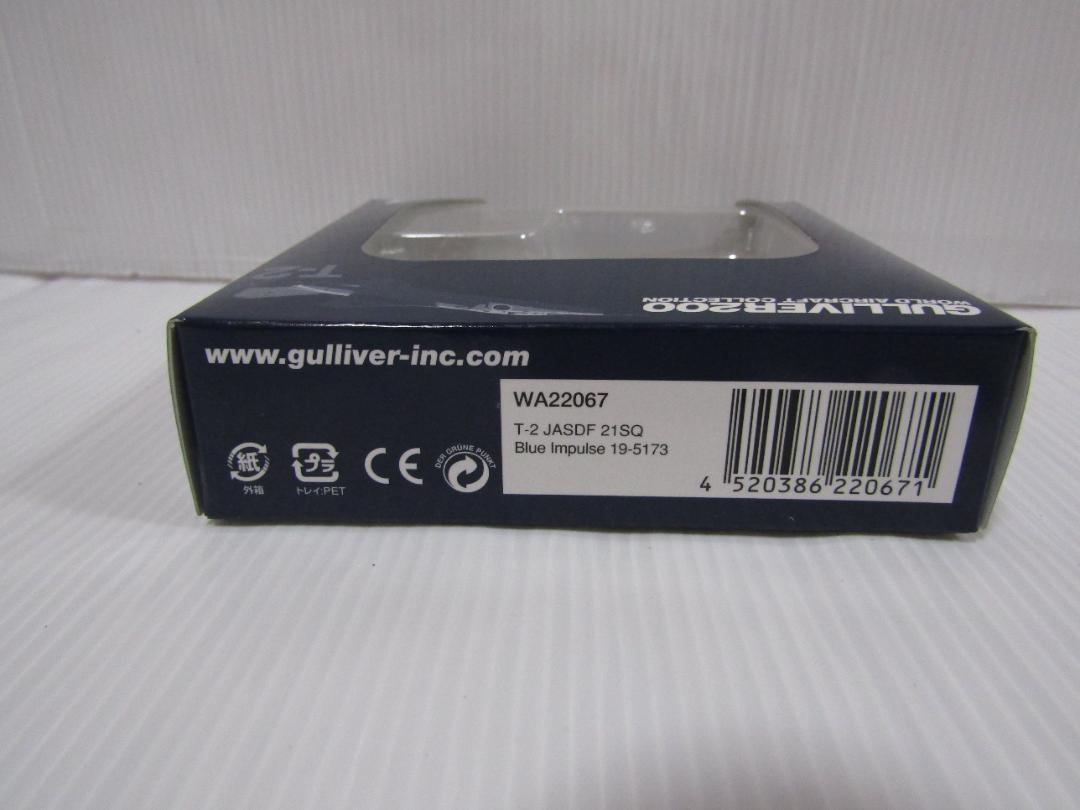 T-2
GULLIVER200
WORLD AIRCRAFT COLLECTION
www.gulliver-inc.com
WA22067
T-2 JASDF 21SQ
Blue Impulse 19-5173
4 520386 220671
紙
外箱
プラ
トレイ:PET
CE
DER GRÜNE PUNKT